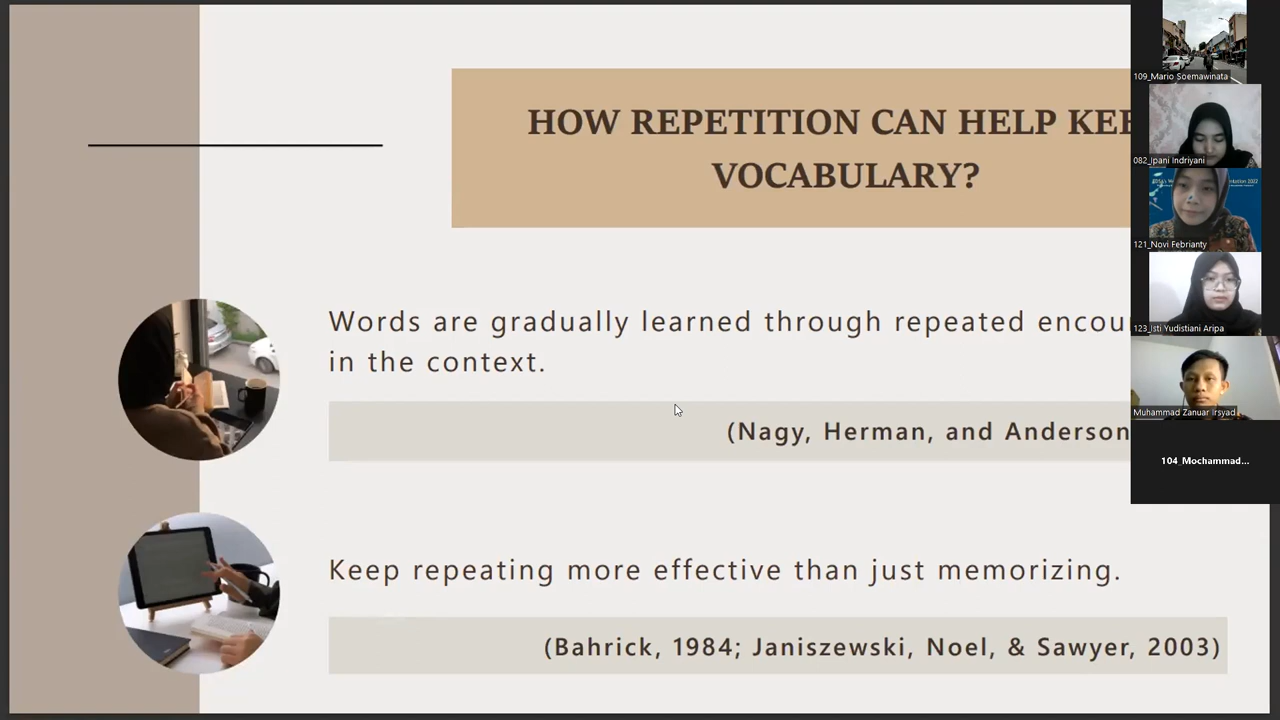 HOW REPETITION CAN HELP
VOCABULARY?
Words are gradually learned through repeated
in the context.
(Nagy, Herman, and Anderson
Keep repeating more effective than just memorizing.
(Bahrick, 1984; Janiszewski, Noel, & Sawyer, 2003)
109_Mario Soemawinata
082_Ipani Indriyani
121_Novi Febrianty
123_Isti Yudistiani Aripa
Muhammad Zanuar Irsyad
104_Mochammad...